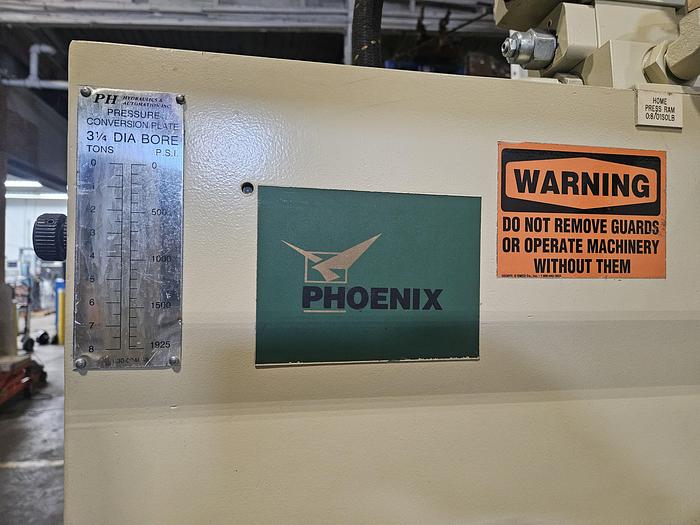 PH HYDRAULICS &
AUTOMATION INC.
PRESSURE
CONVERSION PLATE
3¼ DIA BORE
TONS P.S.I.
0 0
2 500
3
4 1000
5
6 1500
7
8 1925
PHOENIX
HOME
PRESS RAM
WARNING
DO NOT REMOVE GUARDS
OR OPERATE MACHINERY
WITHOUT THEM